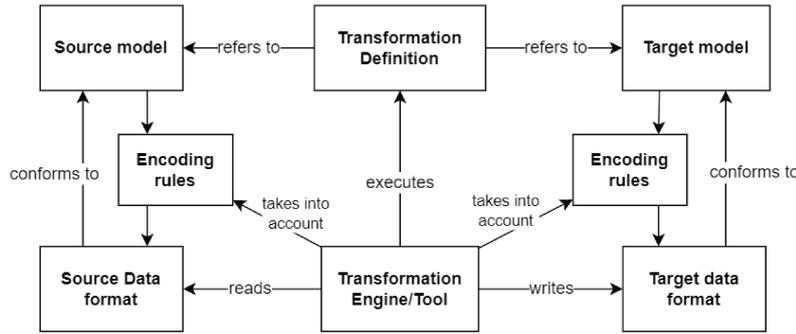 Source model
refers to
Transformation
Definition
refers to
Target model
conforms to
Encoding
rules
executes
Encoding
rules
conforms to
takes into
account
takes into
account
Source Data
format
reads
Transformation
Engine/Tool
writes
Target data
format